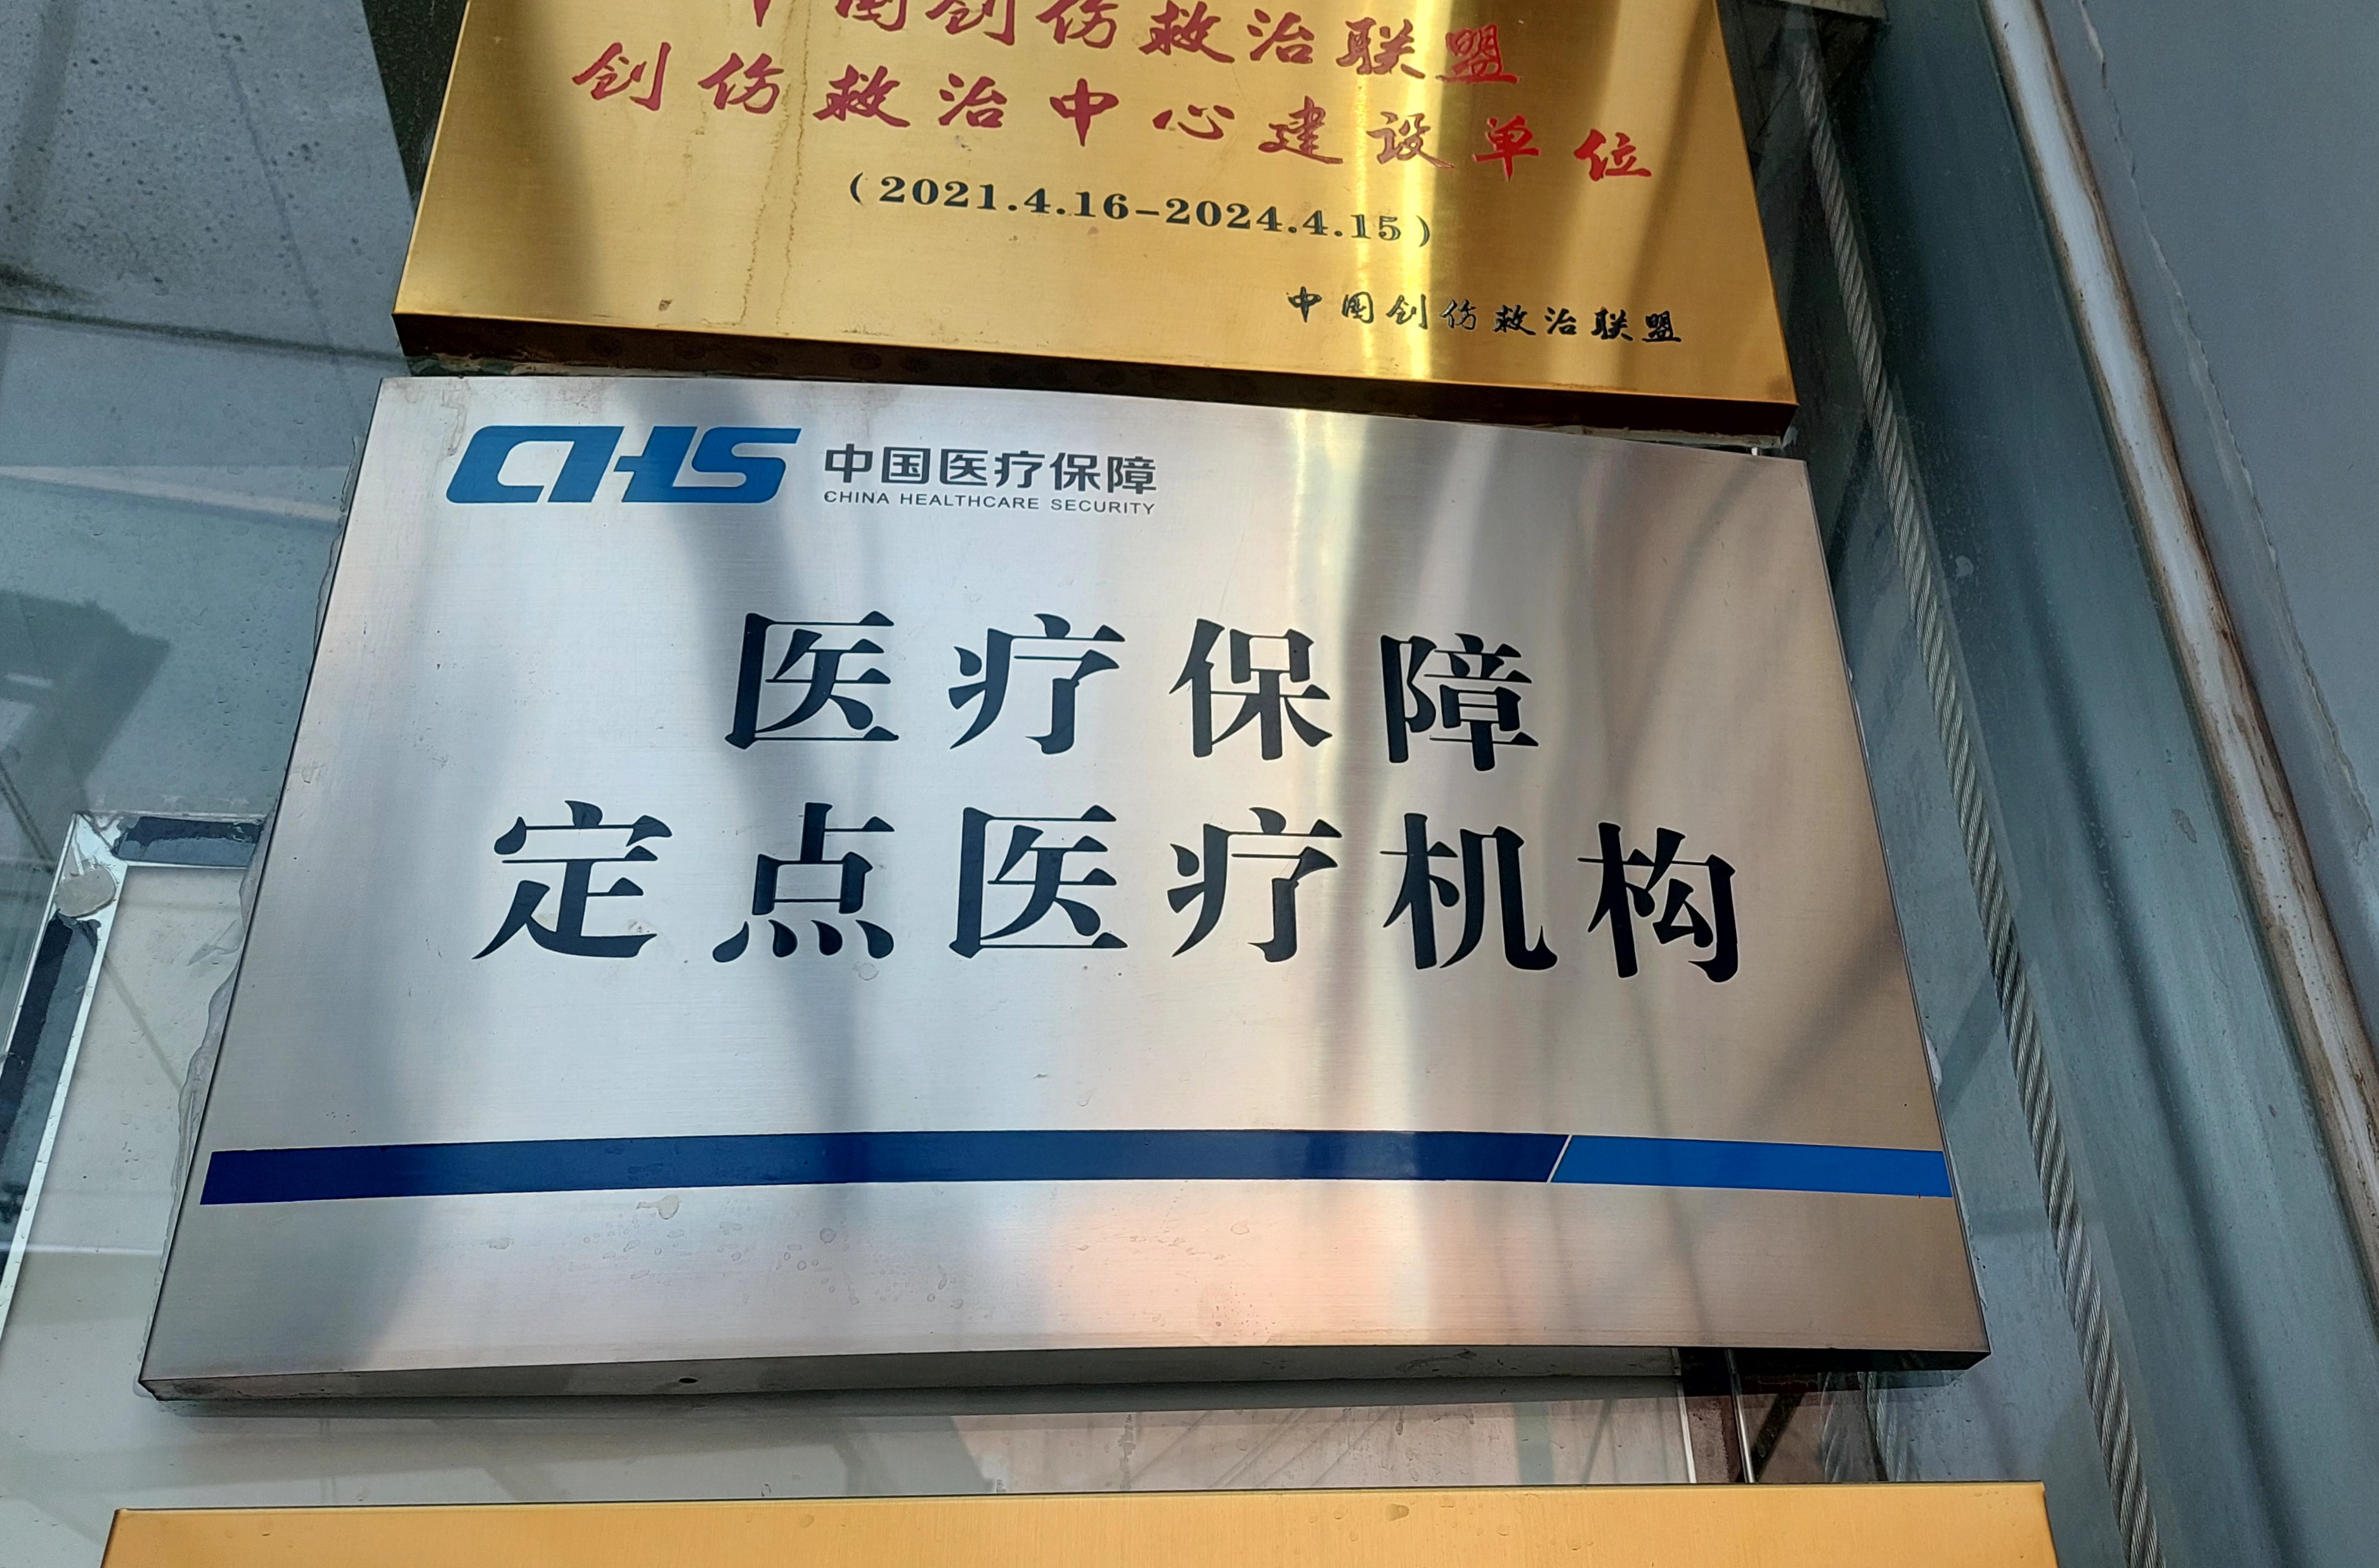 中国创伤救治联盟
创伤救治中心建设单位
(2021.4.16-2024.4.15)
中国创伤救治联盟
CHS 中国医疗保障
CHINA HEALTHCARE SECURITY
医疗保障
定点医疗机构